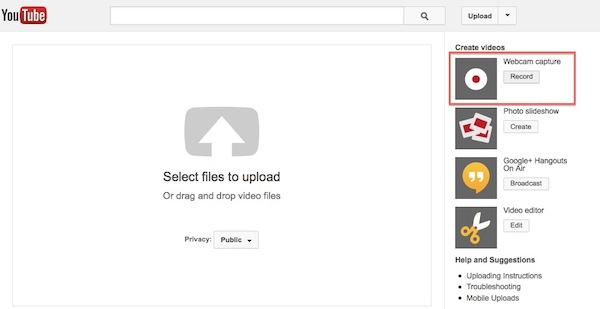 YouTube
Upload
Select files to upload
Or drag and drop video files
Privacy: Public
Create videos
Webcam capture
Record
Photo slideshow
Create
Google+ Hangouts
On Air
Broadcast
Video editor
Edit
Help and Suggestions
Uploading Instructions
Troubleshooting
Mobile Uploads